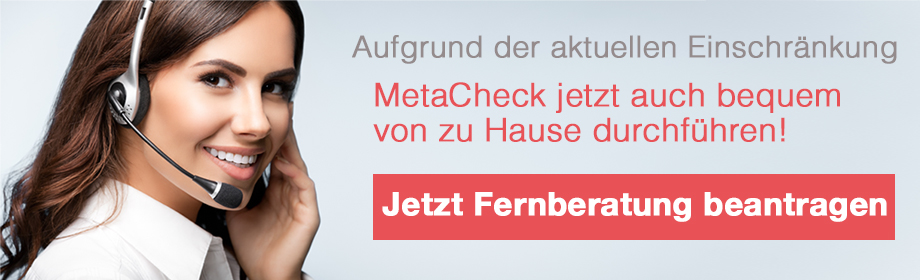 Aufgrund der aktuellen Einschränkung
MetaCheck jetzt auch bequem
von zu Hause durchführen!
Jetzt Fernberatung beantragen